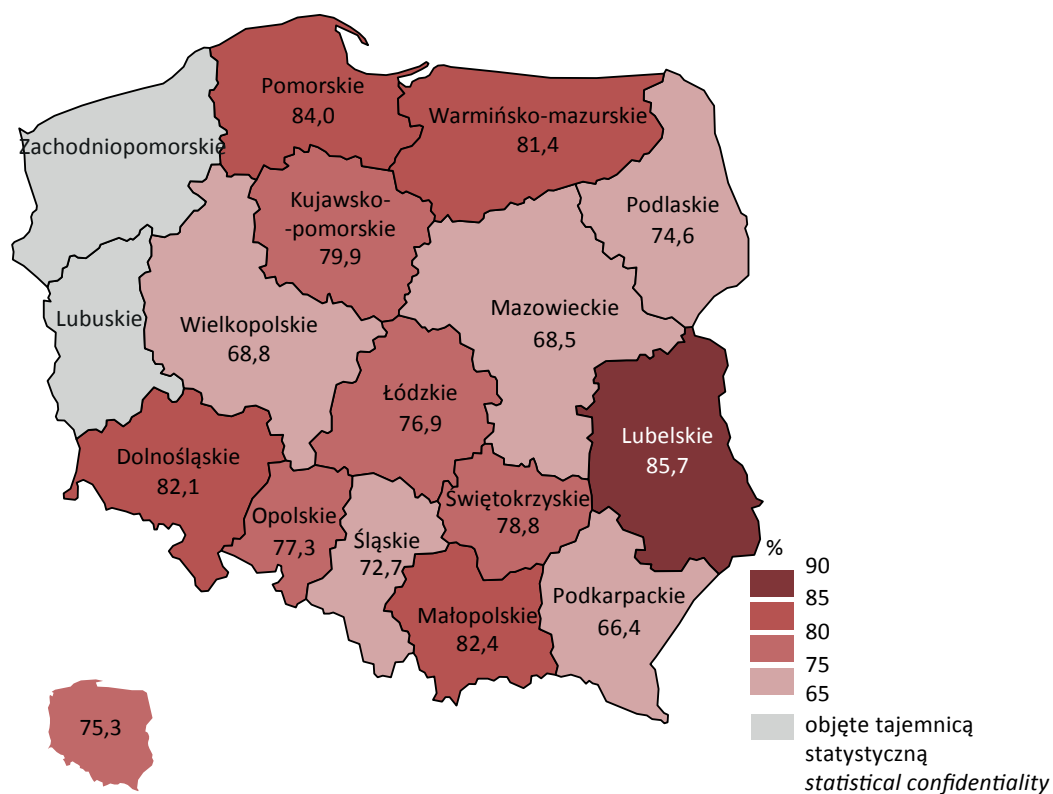 Pomorskie
84,0
Warmińsko-mazurskie
81,4
Zachodniopomorskie
Kujawsko-
-pomorskie
79,9
Podlaskie
74,6
Lubuskie
Wielkopolskie
68,8
Mazowieckie
68,5
Łódzkie
76,9
Lubelskie
85,7
Dolnośląskie
82,1
Opolskie
77,3
Śląskie
72,7
Świętokrzyskie
78,8
Małopolskie
82,4
Podkarpackie
66,4
75,3
%
90
85
80
75
65
objęte tajemnicą
statystyczną
statistical confidentiality